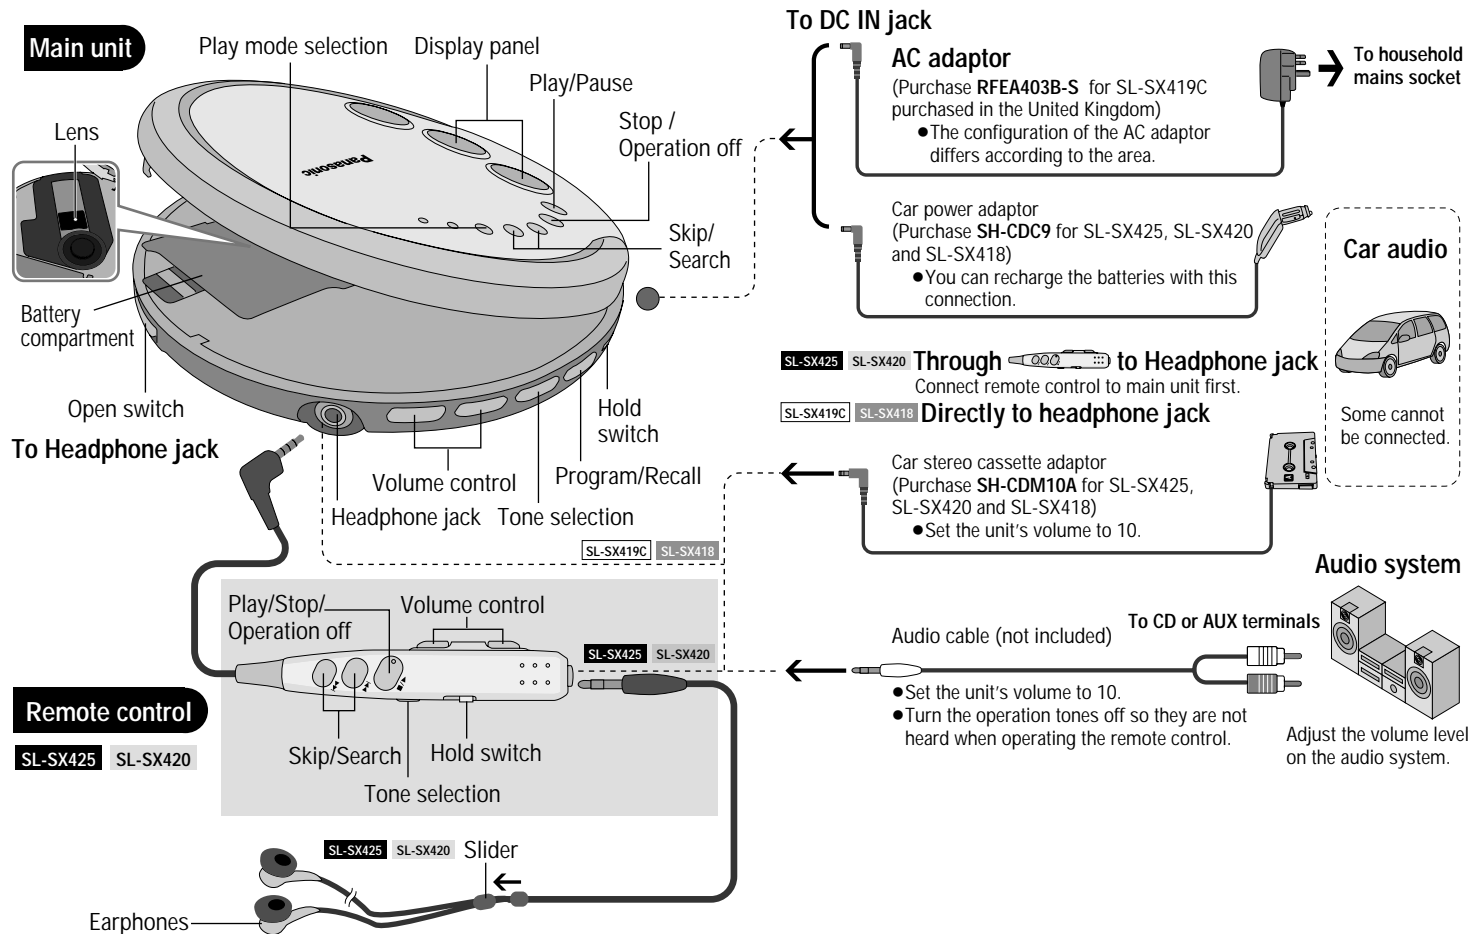 Main unit
Play mode selection
Display panel
Play/Pause
Stop /
Operation off
Lens
Panasonic
Skip/
Search
Battery
compartment
Open switch
To Headphone jack
Hold
switch
Program/Recall
Volume control
Headphone jack
Tone selection
SL-SX419C
SL-SX418
To DC IN jack
AC adaptor
(Purchase RFEA403B-S for SL-SX419C
purchased in the United Kingdom)
●The configuration of the AC adaptor
differs according to the area.
To household
mains socket
Car power adaptor
(Purchase SH-CDC9 for SL-SX425, SL-SX420
and SL-SX418)
●You can recharge the batteries with this
connection.
Car audio
Some cannot
be connected.
SL-SX425 SL-SX420 Through to Headphone jack
Connect remote control to main unit first.
SL-SX419C SL-SX418 Directly to headphone jack
Car stereo cassette adaptor
(Purchase SH-CDM10A for SL-SX425,
SL-SX420 and SL-SX418)
●Set the unit's volume to 10.
Audio system
To CD or AUX terminals
Audio cable (not included)
●Set the unit's volume to 10.
●Turn the operation tones off so they are not
heard when operating the remote control.
Adjust the volume level
on the audio system.
Play/Stop/
Operation off
Volume control
SL-SX425 SL-SX420
Remote control
SL-SX425 SL-SX420
Skip/Search
Hold switch
Tone selection
SL-SX425 SL-SX420 Slider
Earphones